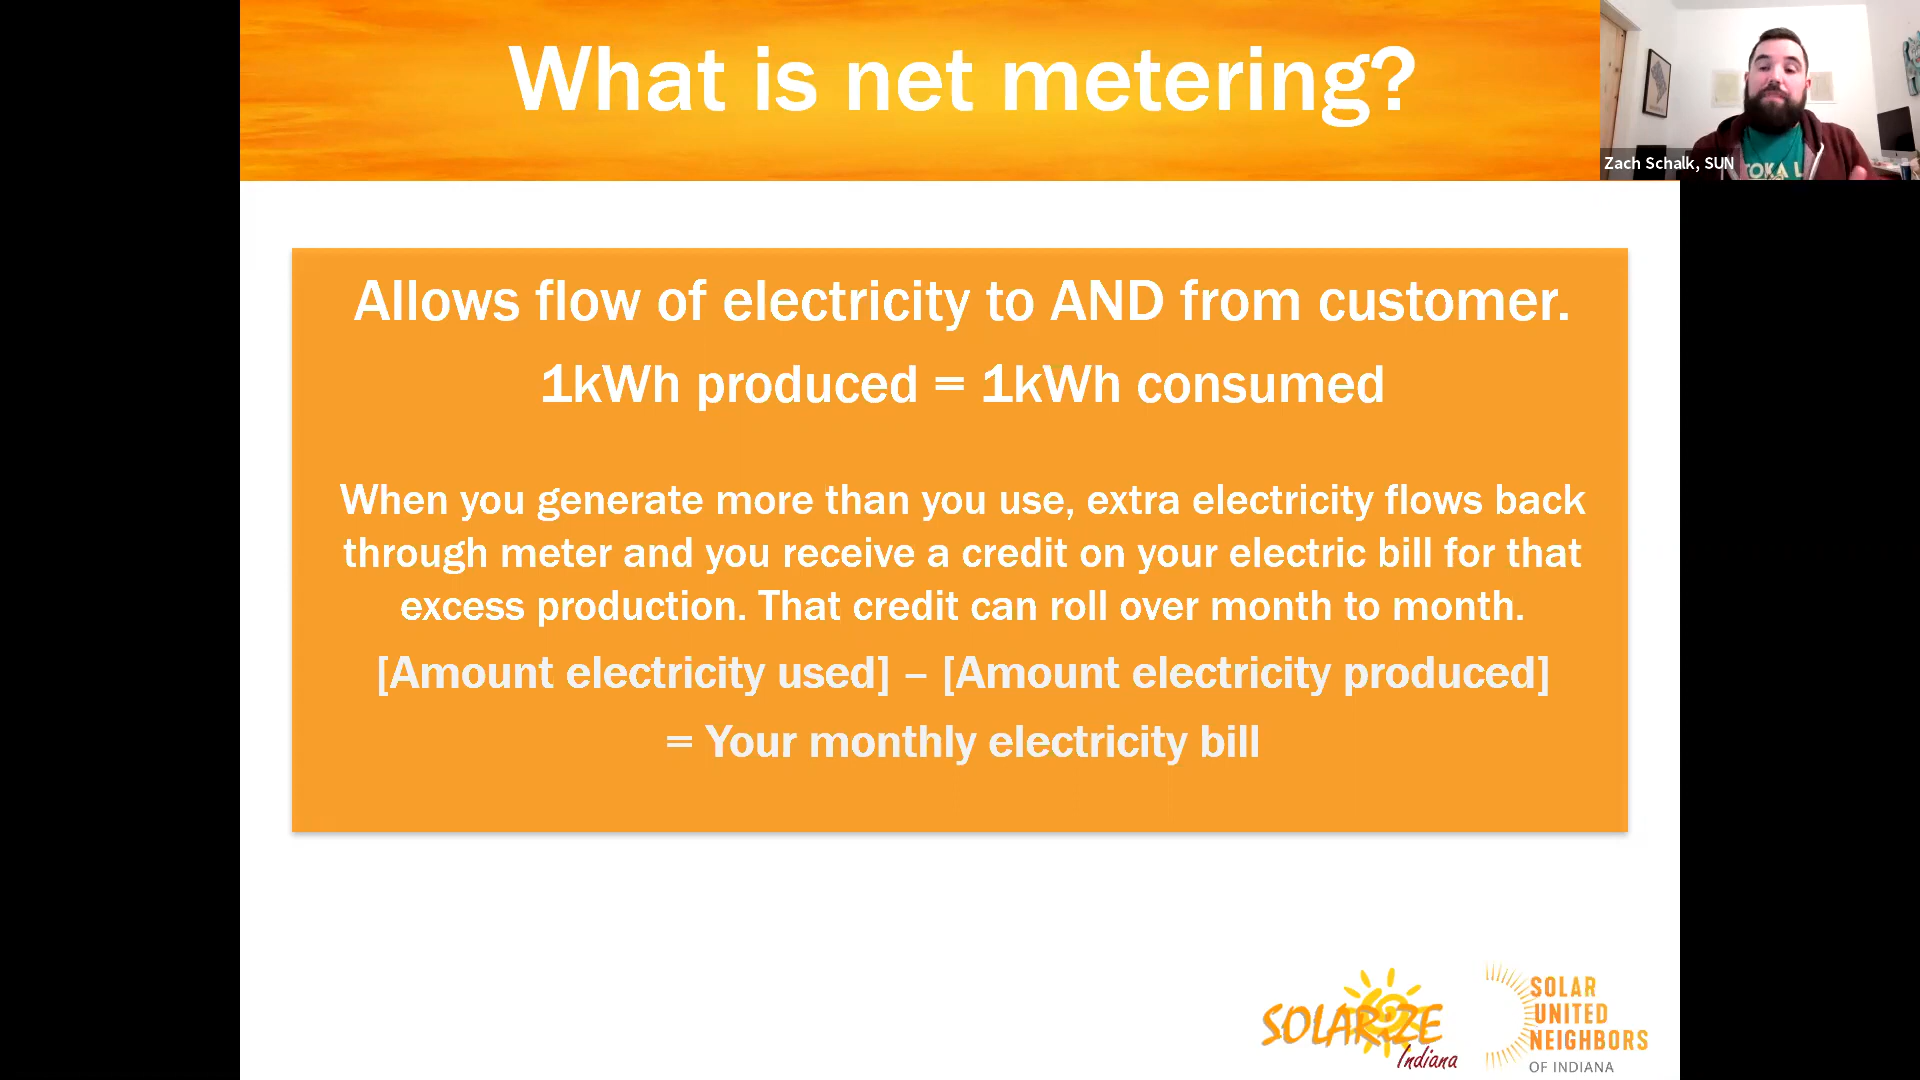 What is net metering?
Zach Schalk, SUN
Allows flow of electricity to AND from customer.
1kWh produced = 1kWh consumed
When you generate more than you use, extra electricity flows back
through meter and you receive a credit on your electric bill for that
excess production. That credit can roll over month to month.
[Amount electricity used] – [Amount electricity produced]
= Your monthly electricity bill
SOLARIZE
Indiana
SOLAR
UNITED
NEIGHBORS
OF INDIANA